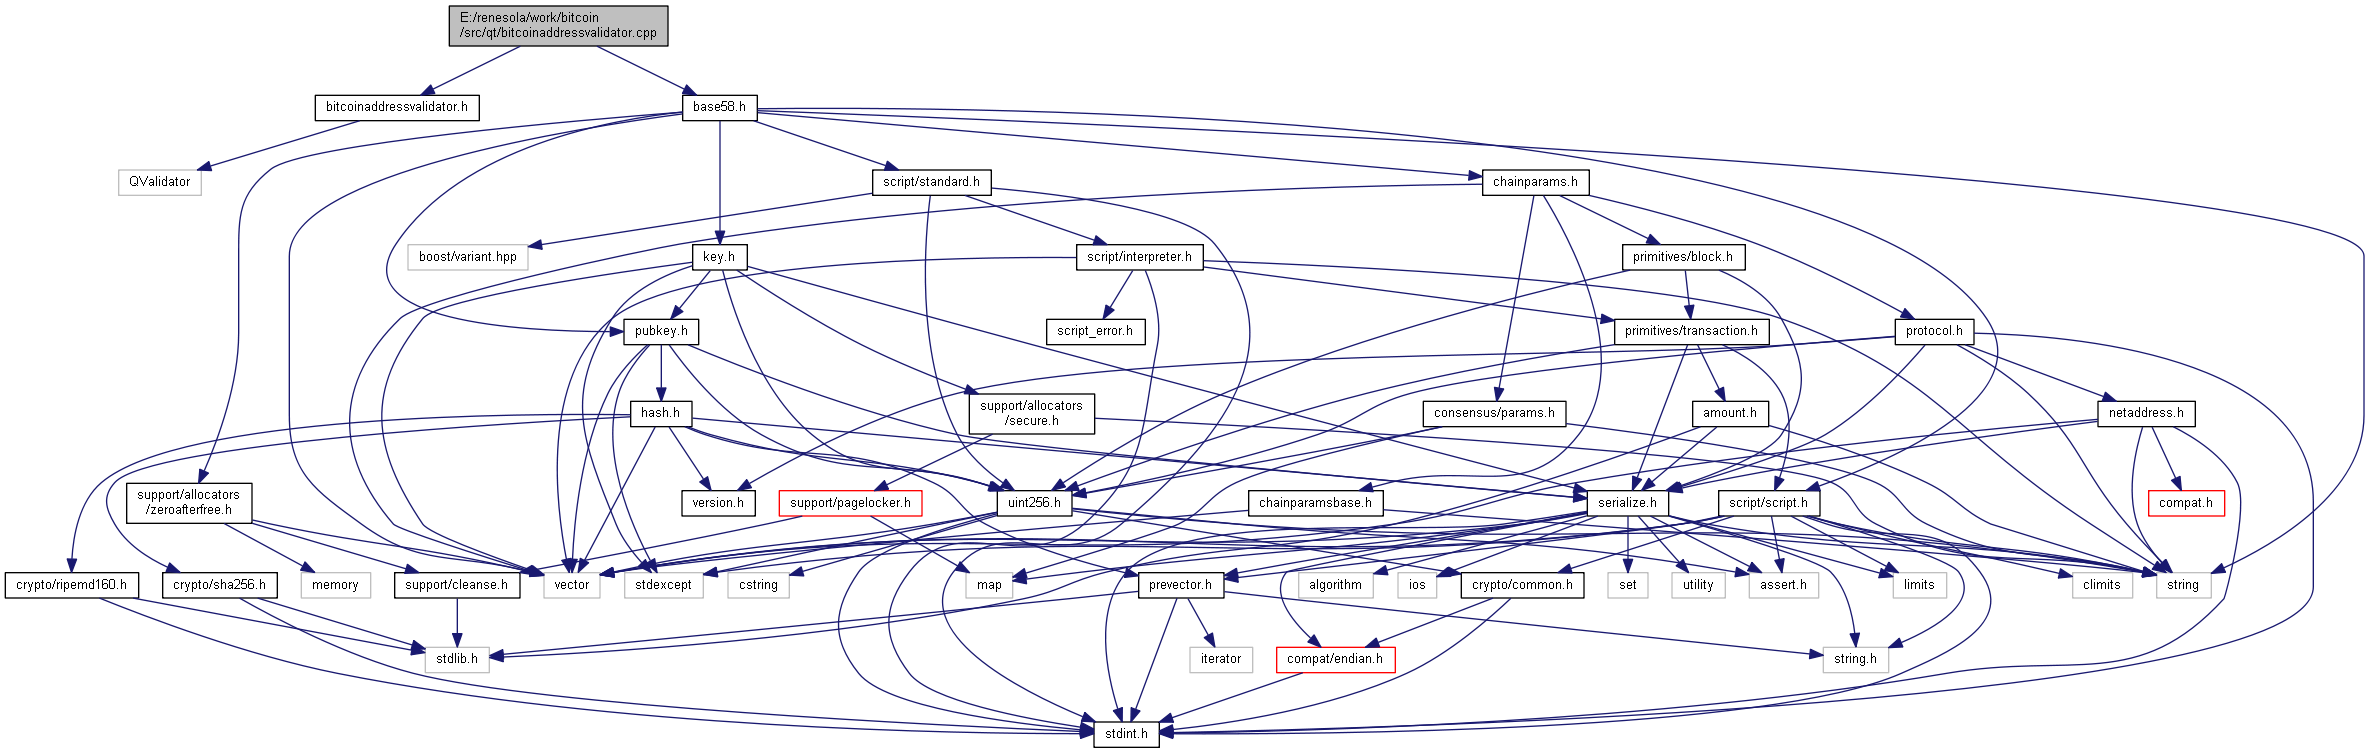 E:/renesola/work/bitcoin
/src/qt/bitcoinaddressvalidator.cpp
bitcoinaddressvalidator.h
base58.h
QValidator
script/standard.h
chainparams.h
boost/variant.hpp
key.h
script/interpreter.h
primitives/block.h
pubkey.h
script_error.h
primitives/transaction.h
protocol.h
hash.h
support/allocators
/secure.h
consensus/params.h
amount.h
netaddress.h
support/allocators
/zeroafterfree.h
version.h
support/pagelocker.h
uint256.h
chainparamsbase.h
serialize.h
script/script.h
compat.h
crypto/ripemd160.h
crypto/sha256.h
memory
support/cleanse.h
vector
stdexcept
cstring
map
prevector.h
algorithm
ios
crypto/common.h
set
utility
assert.h
limits
climits
string
stdlib.h
iterator
compat/endian.h
string.h
stdint.h